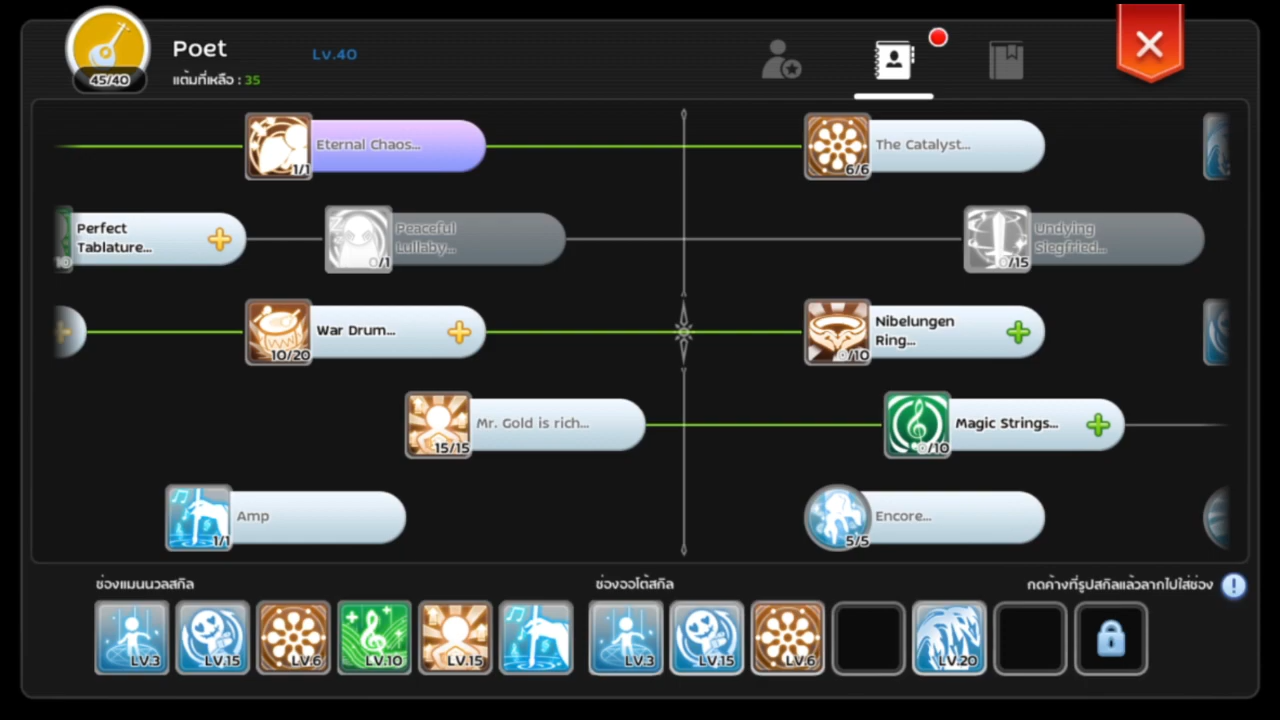 Poet
Lv.40
45/40
แต้มที่เหลือ : 35
Eternal Chaos...
1/1
The Catalyst...
6/6
Perfect
Tablature...
Peaceful
Lullaby...
0/1
Undying
Siegfried...
0/15
War Drum...
10/20
Nibelungen
Ring...
0/10
Mr. Gold is rich...
15/15
Magic Strings...
0/10
Amp
1/1
Encore...
5/5
ช่องแมนนวลสกิล
ช่องออโต้สกิล
กดค้างที่รูปสกิลแล้วลากไปใส่ช่อง
LV.3
LV.15
LV.6
LV.10
LV.15
LV.3
LV.15
LV.6
LV.20